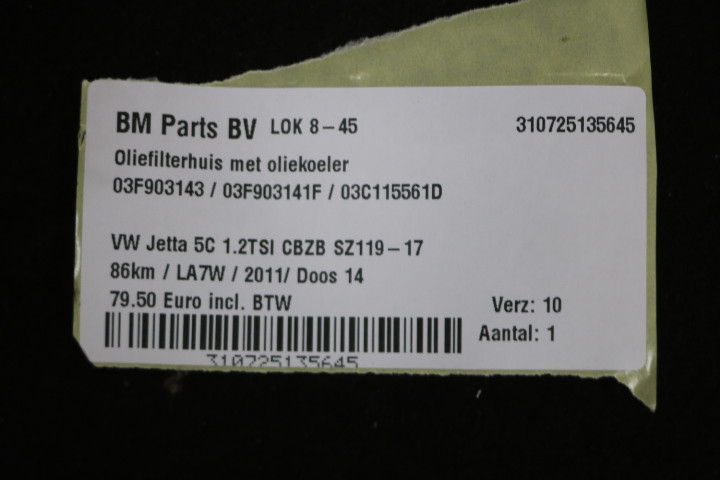 BM Parts BV LOK 8-45 310725135645
Oliefilterhuis met oliekoeler
03F903143 / 03F903141F / 03C115561D
VW Jetta 5C 1.2TSI CBZB SZ119-17
86km / LA7W / 2011/ Doos 14
79.50 Euro incl. BTW Verz: 10
Aantal: 1
310725135645